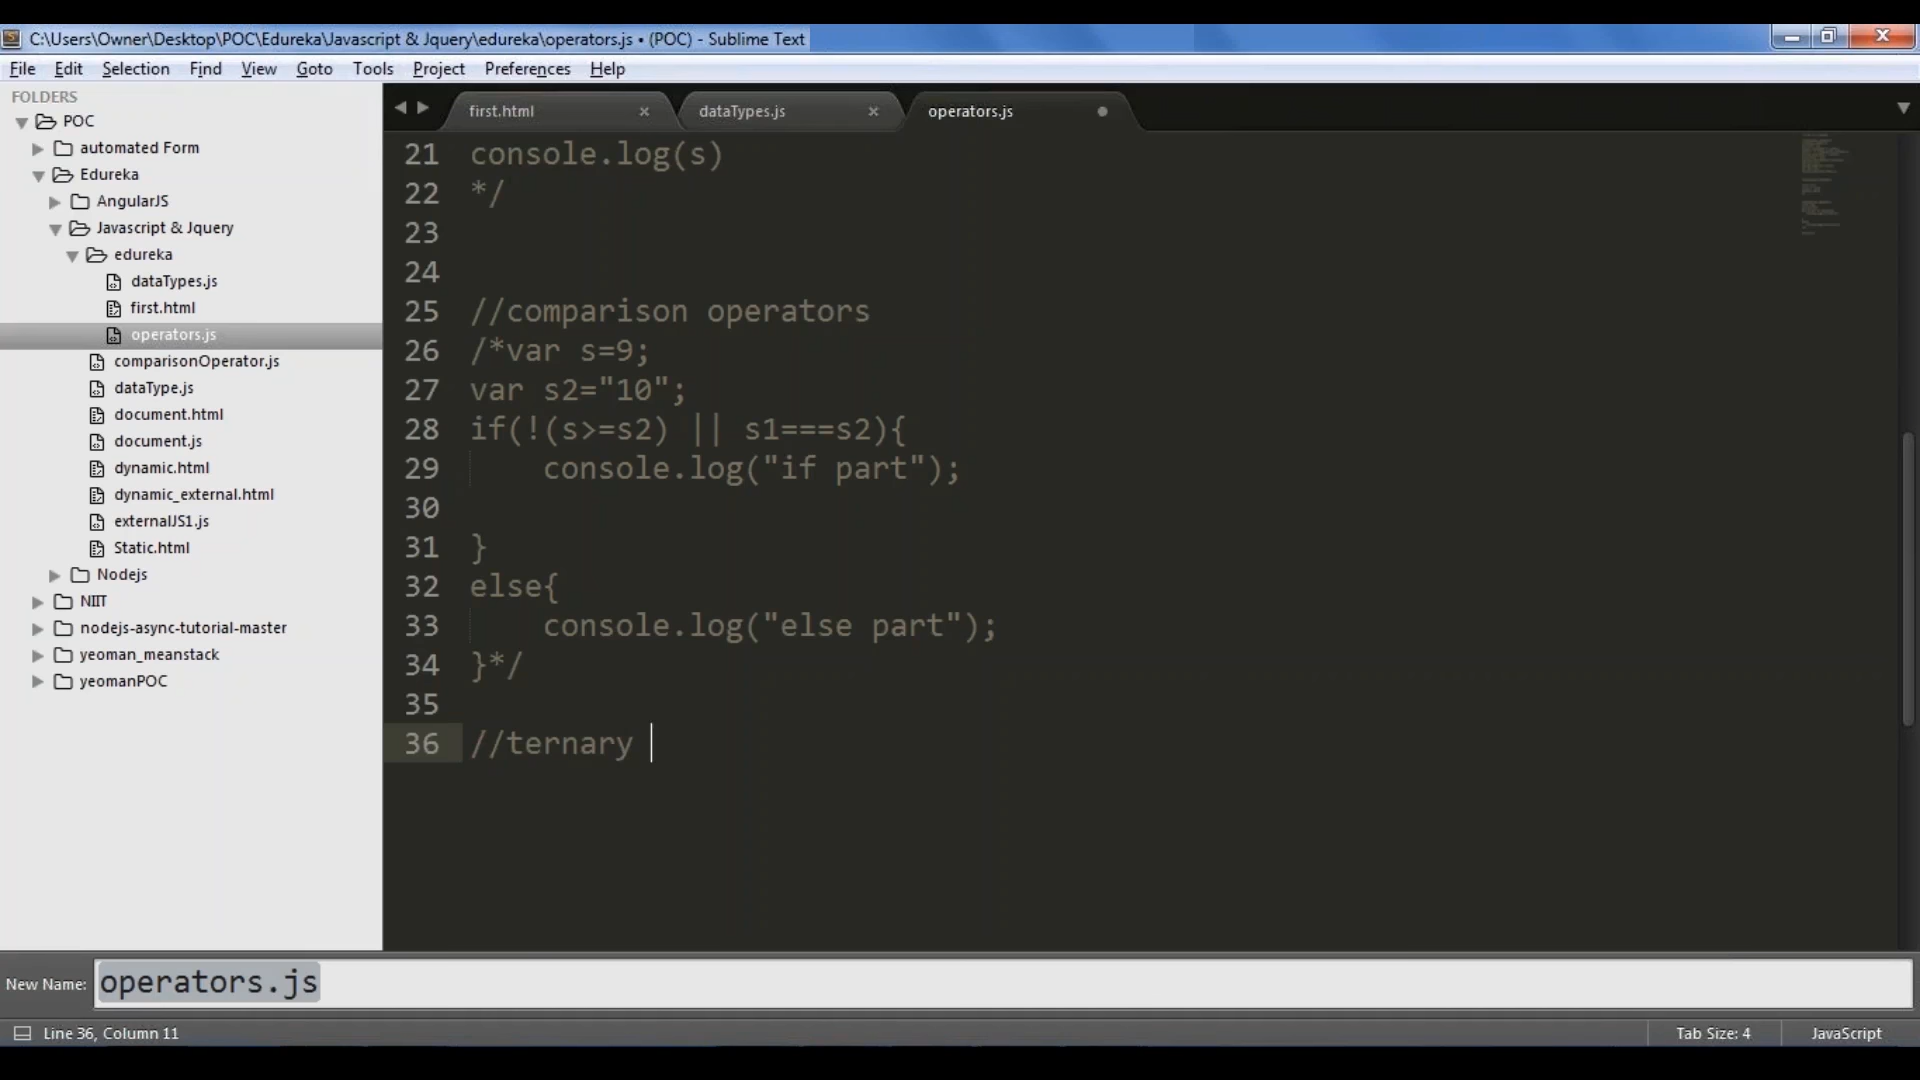 C:\Users\Owner\Desktop\POC\Edureka\Javascript & Jquery\edureka\operators.js • (POC) - Sublime Text
File Edit Selection Find View Goto Tools Project Preferences Help
FOLDERS
POC
automated Form
Edureka
AngularJS
Javascript & Jquery
edureka
dataTypes.js
first.html
operators.js
comparisonOperator.js
dataType.js
document.html
document.js
dynamic.html
dynamic_external.html
externalJS1.js
Static.html
Nodejs
NIIT
nodejs-async-tutorial-master
yeoman_meanstack
yeomanPOC
first.html dataTypes.js operators.js
21 console.log(s)
22 */
23
24
25 //comparison operators
26 /*var s=9;
27 var s2="10";
28 if(!(s>=s2) || s1===s2){
29 console.log("if part");
30
31 }
32 else{
33 console.log("else part");
34 }*/
35
36 //ternary
New Name: operators.js
Line 36, Column 11 Tab Size: 4 JavaScript